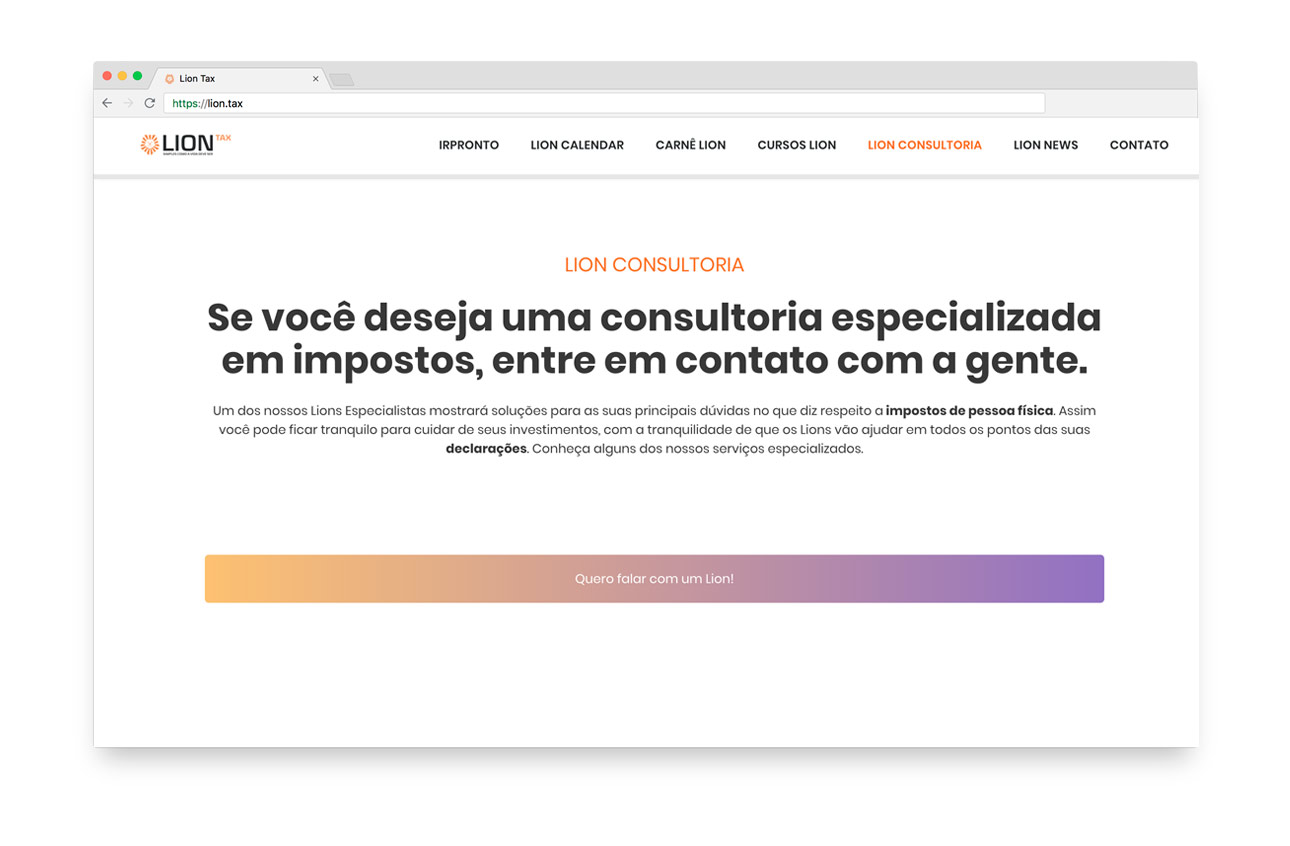 Lion Tax
https://lion.tax
LION TAX
IRPRONTO LION CALENDAR CARNÊ LION CURSOS LION LION CONSULTORIA LION NEWS CONTATO
LION CONSULTORIA
Se você deseja uma consultoria especializada
em impostos, entre em contato com a gente.
Um dos nossos Lions Especialistas mostrará soluções para as suas principais dúvidas no que diz respeito a impostos de pessoa física. Assim
você pode ficar tranquilo para cuidar de seus investimentos, com a tranquilidade de que os Lions vão ajudar em todos os pontos das suas
declarações. Conheça alguns dos nossos serviços especializados.
Quero falar com um Lion!